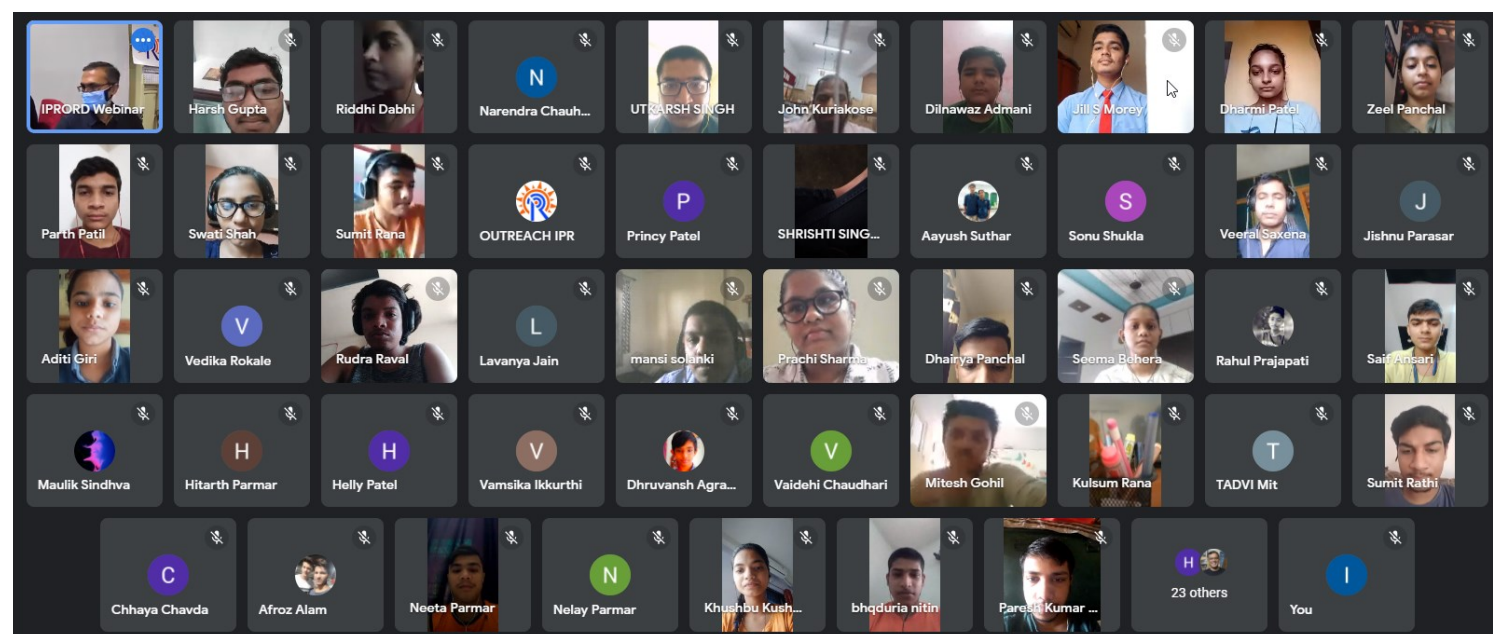 IPRORD Webinar
Harsh Gupta
Riddhi Dabhi
N
Narendra Chauh...
UTKARSH SINGH
John Kuriakose
Dilnawaz Admani
Jill S Morey
Dharmi Patel
Zeel Panchal
Parth Patil
Swati Shah
Sumit Rana
OUTREACH IPR
P
Princy Patel
SHRISHTI SING...
Aayush Suthar
S
Sonu Shukla
Veeral Saxena
J
Jishnu Parasar
Aditi Giri
V
Vedika Rokale
Rudra Raval
L
Lavanya Jain
mansi solanki
Prachi Sharma
Dhairya Panchal
Seema Behera
Rahul Prajapati
Saif Ansari
Maulik Sindhva
H
Hitarth Parmar
H
Helly Patel
V
Vamsika Ikkurthi
Dhruvansh Agra...
V
Vaidehi Chaudhari
Mitesh Gohil
Kulsum Rana
T
TADVI Mit
Sumit Rathi
C
Chhaya Chavda
Afroz Alam
Neeta Parmar
N
Nelay Parmar
Khushbu Kush...
bhqduria nitin
Paresh Kumar ...
H
23 others
I
You